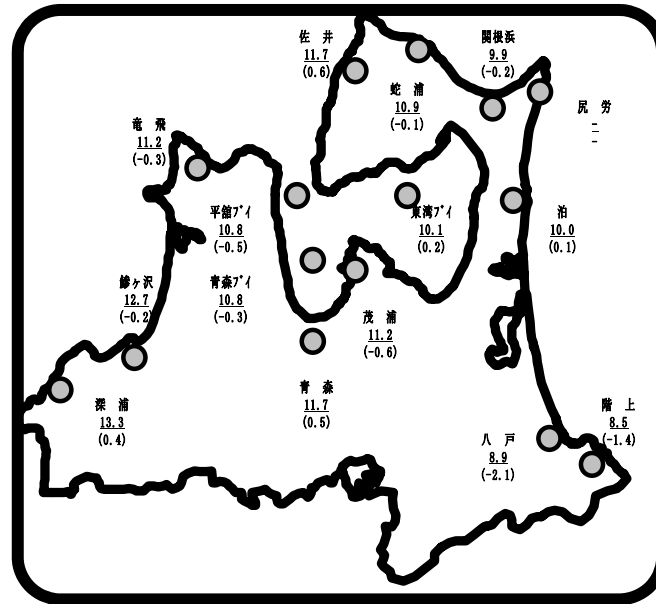 佐 井
11.7
(0.6)
関根浜
9.9
(-0.2)
蛇 浦
10.9
(-0.1)
尻 労
-
-
竜 飛
11.2
(-0.3)
平舘ﾌﾞｲ
10.8
(-0.5)
東湾ﾌﾞｲ
10.1
(0.2)
泊
10.0
(0.1)
鰺ヶ沢
12.7
(-0.2)
青森ﾌﾞｲ
10.8
(-0.3)
茂 浦
11.2
(-0.6)
深 浦
13.3
(0.4)
青 森
11.7
(0.5)
八 戸
8.9
(-2.1)
階 上
8.5
(-1.4)